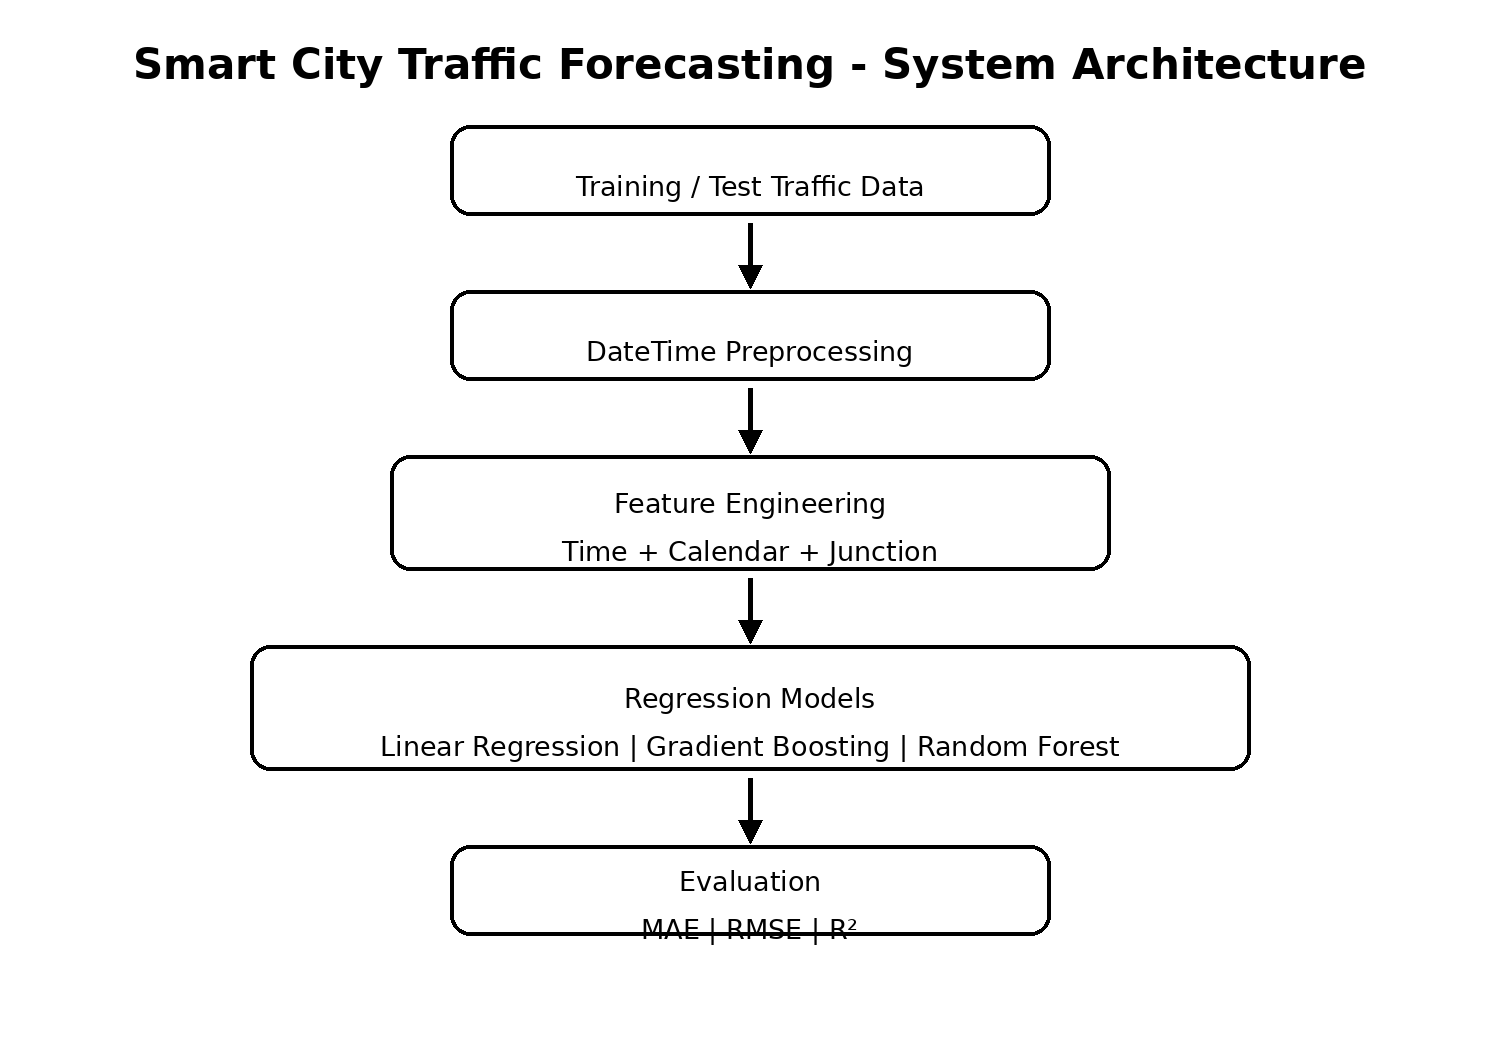 Smart City Traffic Forecasting - System Architecture
Training / Test Traffic Data
DateTime Preprocessing
Feature Engineering
Time + Calendar + Junction
Regression Models
Linear Regression | Gradient Boosting | Random Forest
Evaluation
MAE | RMSE | R²